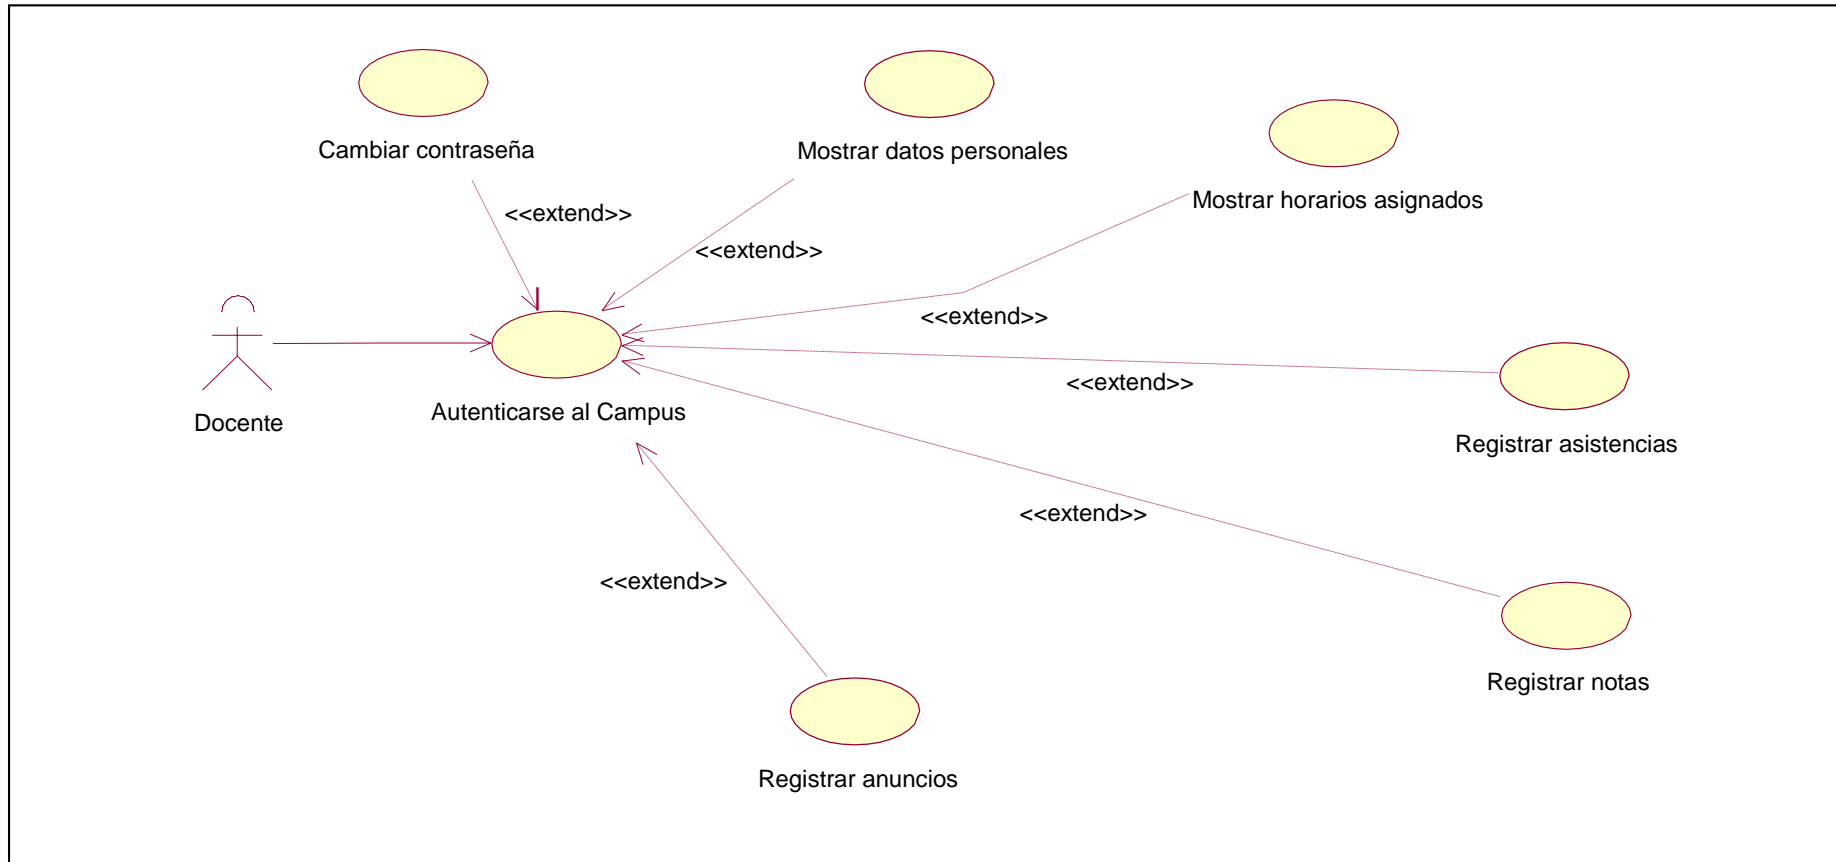 Cambiar contraseña
Mostrar datos personales
Mostrar horarios asignados
<<extend>>
<<extend>>
<<extend>>
<<extend>>
Docente
Autenticarse al Campus
Registrar asistencias
<<extend>>
<<extend>>
Registrar notas
Registrar anuncios